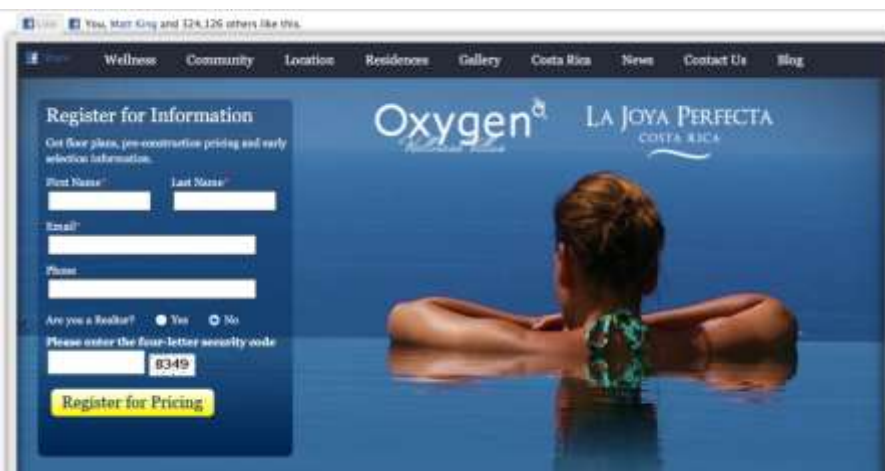 Like You, Matt King and 324,126 others like this.
Share Wellness Community Location Residences Gallery Costa Rica News Contact Us Blog
Register for Information
Get floor plans, pre-construction pricing and early
selection information.
First Name* Last Name*
Email*
Phone
Are you a Realtor? Yes No
Please enter the four-letter security code
8349
Register for Pricing
Oxygen
LA JOYA PERFECTA
COSTA RICA